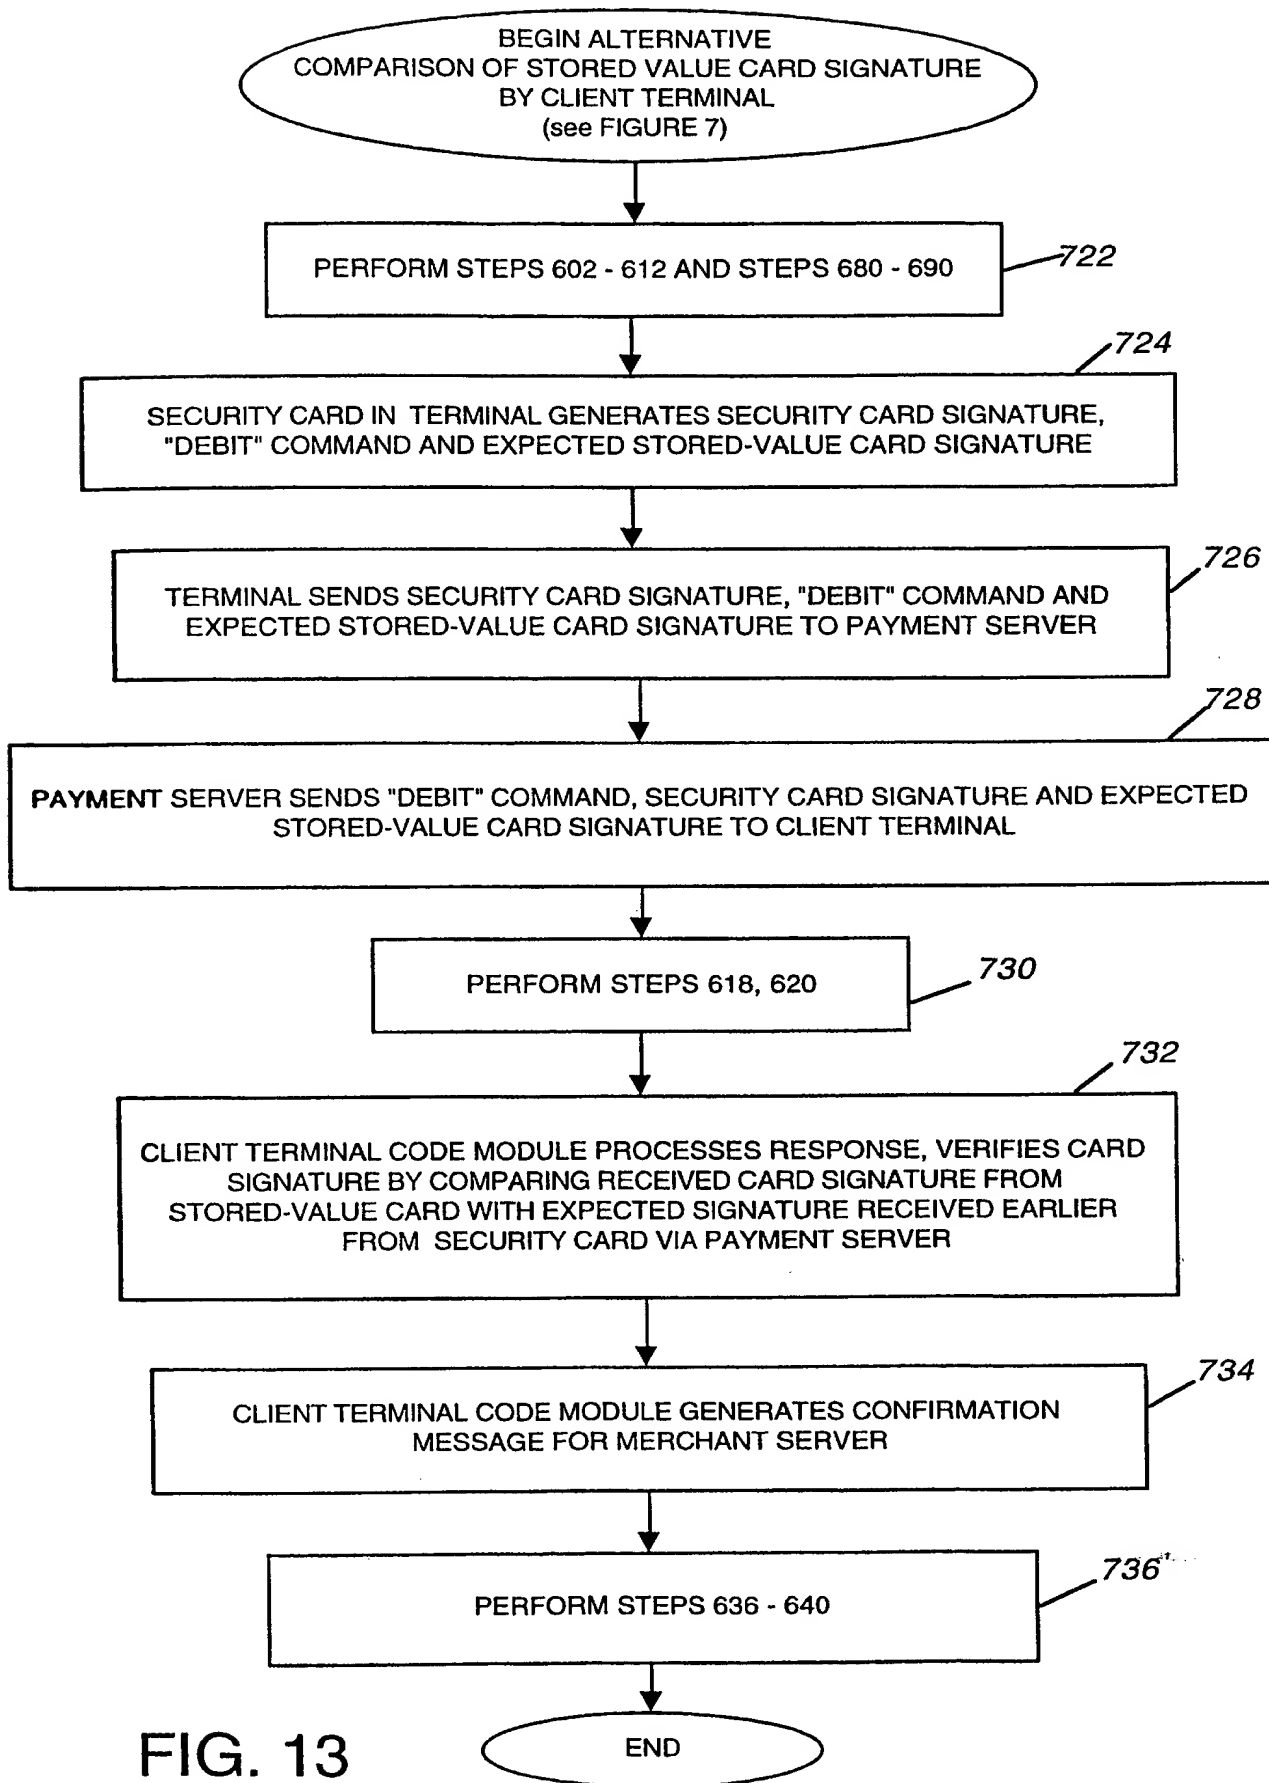 BEGIN ALTERNATIVE
COMPARISON OF STORED VALUE CARD SIGNATURE
BY CLIENT TERMINAL
(see FIGURE 7)
PERFORM STEPS 602 - 612 AND STEPS 680 - 690
722
724
SECURITY CARD IN TERMINAL GENERATES SECURITY CARD SIGNATURE,
"DEBIT" COMMAND AND EXPECTED STORED-VALUE CARD SIGNATURE
726
TERMINAL SENDS SECURITY CARD SIGNATURE, "DEBIT" COMMAND AND
EXPECTED STORED-VALUE CARD SIGNATURE TO PAYMENT SERVER
728
PAYMENT SERVER SENDS "DEBIT" COMMAND, SECURITY CARD SIGNATURE AND EXPECTED
STORED-VALUE CARD SIGNATURE TO CLIENT TERMINAL
PERFORM STEPS 618, 620
730
732
CLIENT TERMINAL CODE MODULE PROCESSES RESPONSE, VERIFIES CARD
SIGNATURE BY COMPARING RECEIVED CARD SIGNATURE FROM
STORED-VALUE CARD WITH EXPECTED SIGNATURE RECEIVED EARLIER
FROM SECURITY CARD VIA PAYMENT SERVER
734
CLIENT TERMINAL CODE MODULE GENERATES CONFIRMATION
MESSAGE FOR MERCHANT SERVER
736
PERFORM STEPS 636 - 640
END
FIG. 13